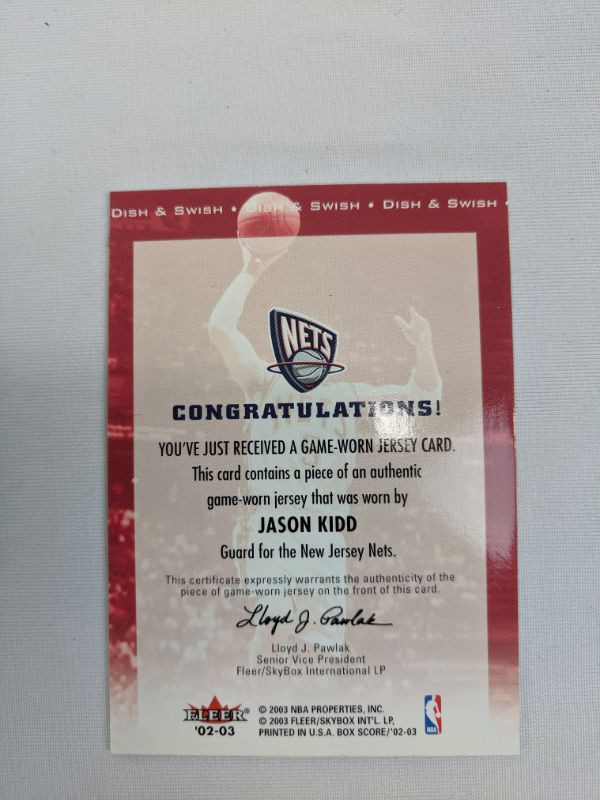 DISH & SWISH • DISH & SWISH • DISH & SWISH •
NETS
CONGRATULATIONS!
YOU'VE JUST RECEIVED A GAME-WORN JERSEY CARD.
This card contains a piece of an authentic
game-worn jersey that was worn by
JASON KIDD
Guard for the New Jersey Nets.
This certificate expressly warrants the authenticity of the
piece of game-worn jersey on the front of this card.
Lloyd J. Pawlak
Lloyd J. Pawlak
Senior Vice President
Fleer/SkyBox International LP
FLEER®
'02-03
© 2003 NBA PROPERTIES, INC.
© 2003 FLEER/SKYBOX INT'L. LP,
PRINTED IN U.S.A. BOX SCORE/'02-03
NBA